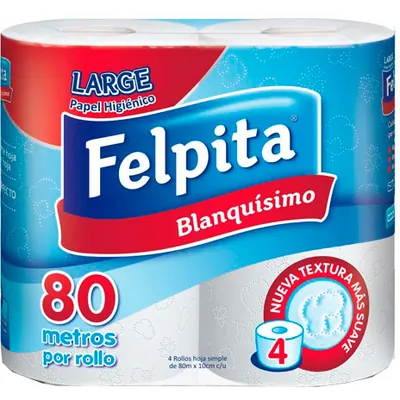 LARGE
Papel Higiénico
Felpita
Blanquísimo
80
metros
por rollo
NUEVA TEXTURA MÁS SUAVE
4
4 Rollos hoja simple
de 80m x 10cm c/u